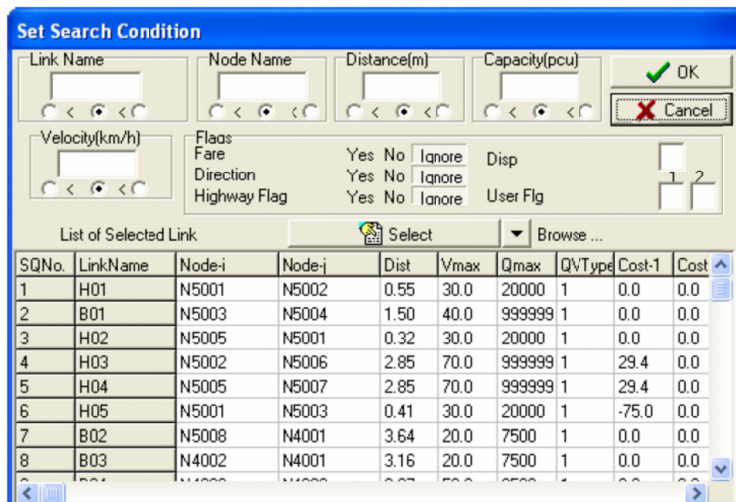 Set Search Condition
Link Name Node Name Distance(m) Capacity(pcu) OK
< < < < < < < < Cancel
Velocity(km/h) Flags
Fare Yes No Ignore Disp
Direction Yes No Ignore 1 2
< < Highway Flag Yes No Ignore User Flg
List of Selected Link Select Browse ...
SQNo. LinkName Node-i Node-j Dist Vmax Qmax QVType Cost-1 Cost
1 H01 N5001 N5002 0.55 30.0 20000 1 0.0 0.0
2 B01 N5003 N5004 1.50 40.0 999999 1 0.0 0.0
3 H02 N5005 N5001 0.32 30.0 20000 1 0.0 0.0
4 H03 N5002 N5006 2.85 70.0 999999 1 29.4 0.0
5 H04 N5005 N5007 2.85 70.0 999999 1 29.4 0.0
6 H05 N5001 N5003 0.41 30.0 20000 1 -75.0 0.0
7 B02 N5008 N4001 3.64 20.0 7500 1 0.0 0.0
8 B03 N4002 N4001 3.16 20.0 7500 1 0.0 0.0